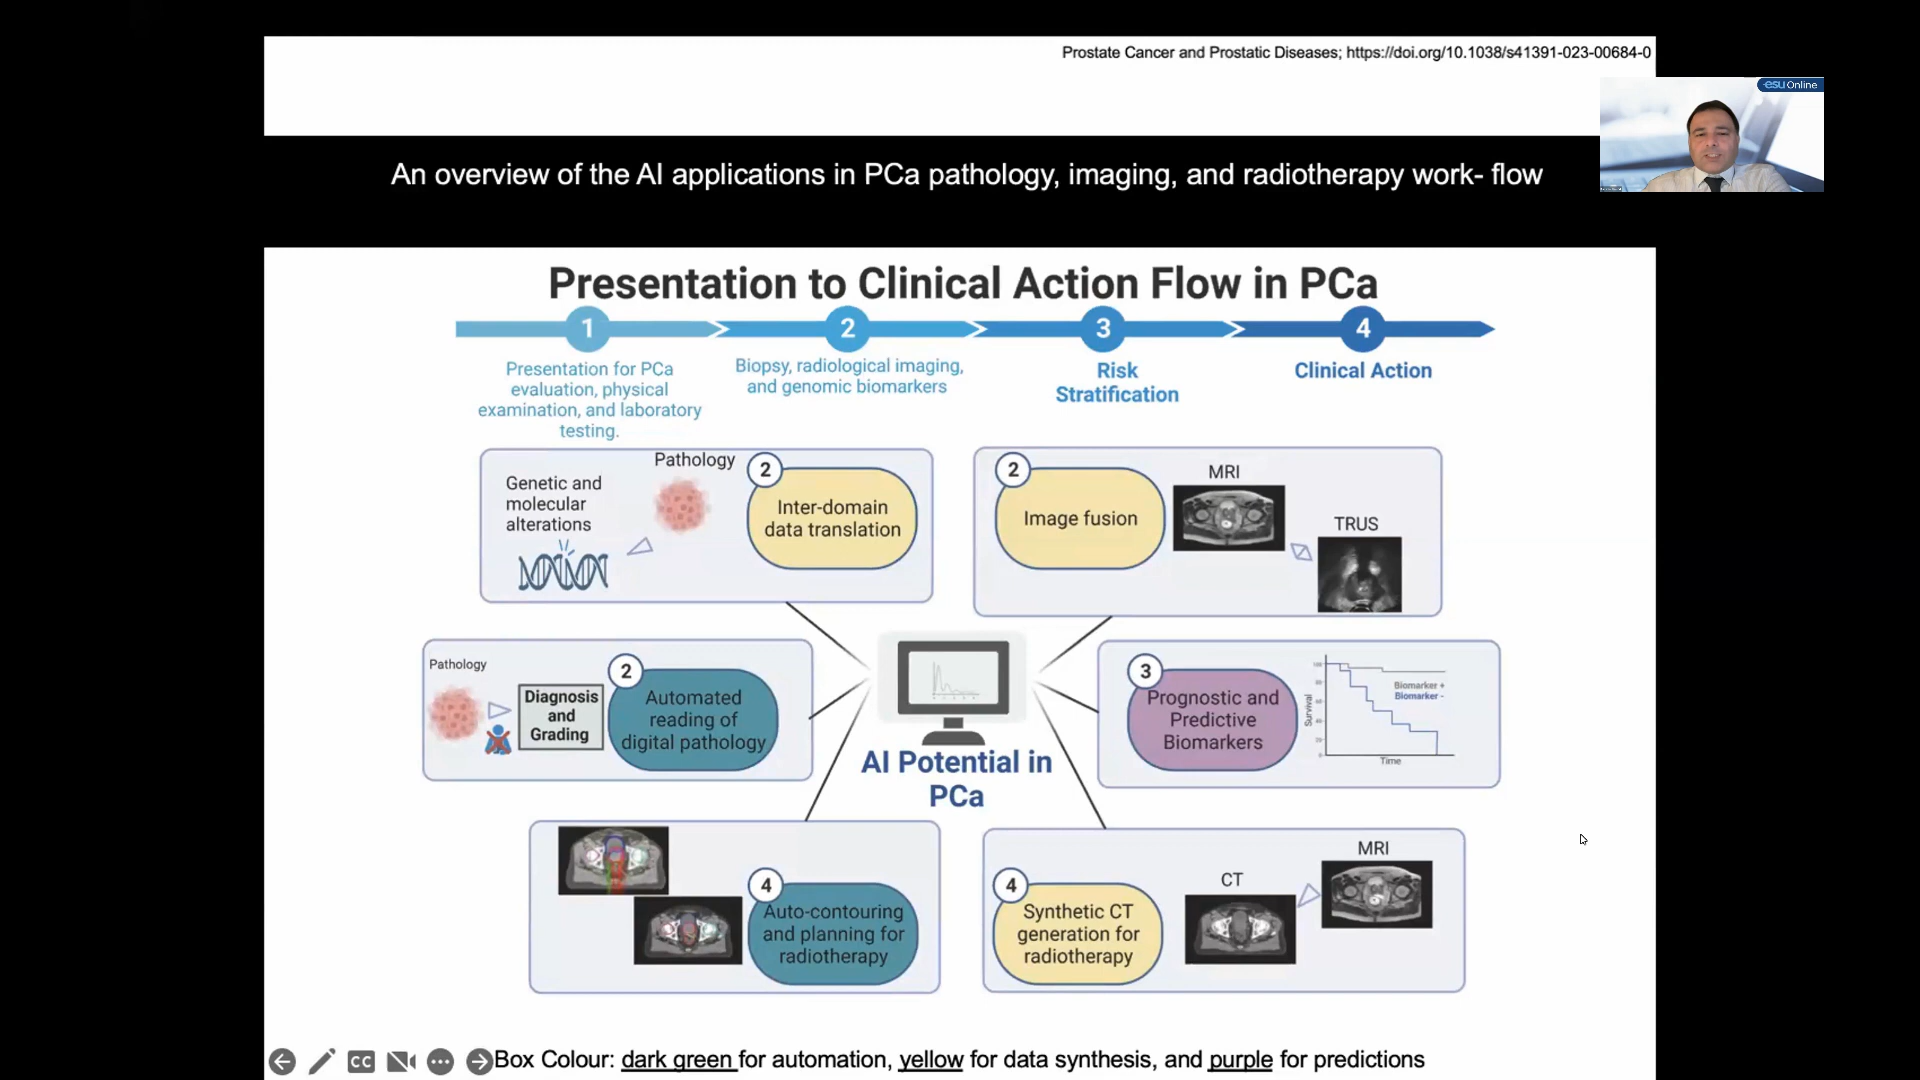 Prostate Cancer and Prostatic Diseases; https://doi.org/10.1038/s41391-023-00684-0
esu Online
An overview of the AI applications in PCa pathology, imaging, and radiotherapy work- flow
Presentation to Clinical Action Flow in PCa
1
2
3
4
Presentation for PCa
evaluation, physical
examination, and laboratory
testing.
Biopsy, radiological imaging,
and genomic biomarkers
Risk
Stratification
Clinical Action
Genetic and
molecular
alterations
Pathology
2
Inter-domain
data translation
2
Image fusion
MRI
TRUS
Pathology
Diagnosis
and
Grading
2
Automated
reading of
digital pathology
AI Potential in
PCa
3
Prognostic and
Predictive
Biomarkers
Survival
Biomarker +
Biomarker -
Time
4
Auto-contouring
and planning for
radiotherapy
4
Synthetic CT
generation for
radiotherapy
CT
MRI
CC
Box Colour: dark green for automation, yellow for data synthesis, and purple for predictions